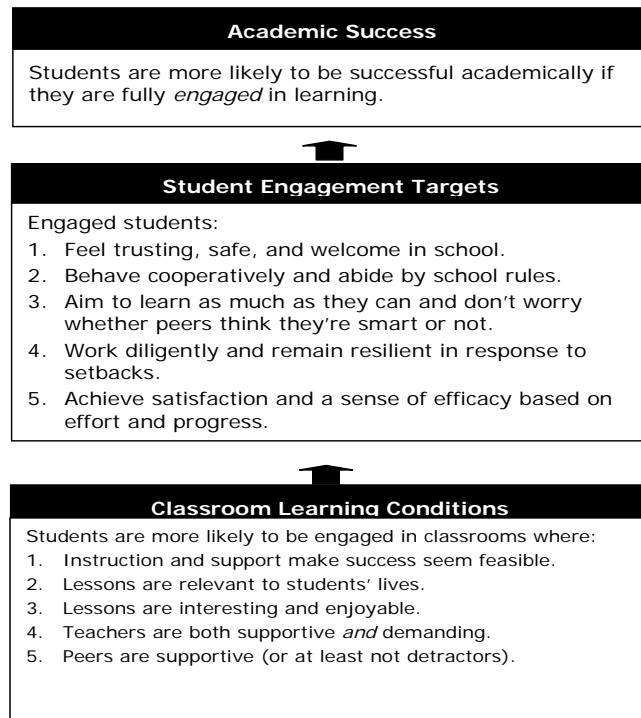 Academic Success
Students are more likely to be successful academically if
they are fully engaged in learning.
Student Engagement Targets
Engaged students:
1. Feel trusting, safe, and welcome in school.
2. Behave cooperatively and abide by school rules.
3. Aim to learn as much as they can and don't worry
whether peers think they're smart or not.
4. Work diligently and remain resilient in response to
setbacks.
5. Achieve satisfaction and a sense of efficacy based on
effort and progress.
Classroom Learning Conditions
Students are more likely to be engaged in classrooms where:
1. Instruction and support make success seem feasible.
2. Lessons are relevant to students' lives.
3. Lessons are interesting and enjoyable.
4. Teachers are both supportive and demanding.
5. Peers are supportive (or at least not detractors).